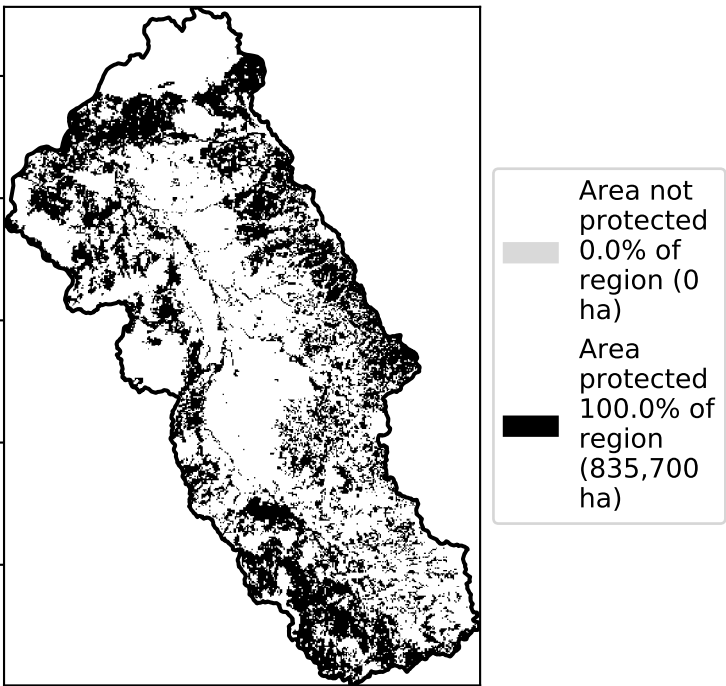 Area not
protected
0.0% of
region (0
ha)
Area
protected
100.0% of
region
(835,700
ha)